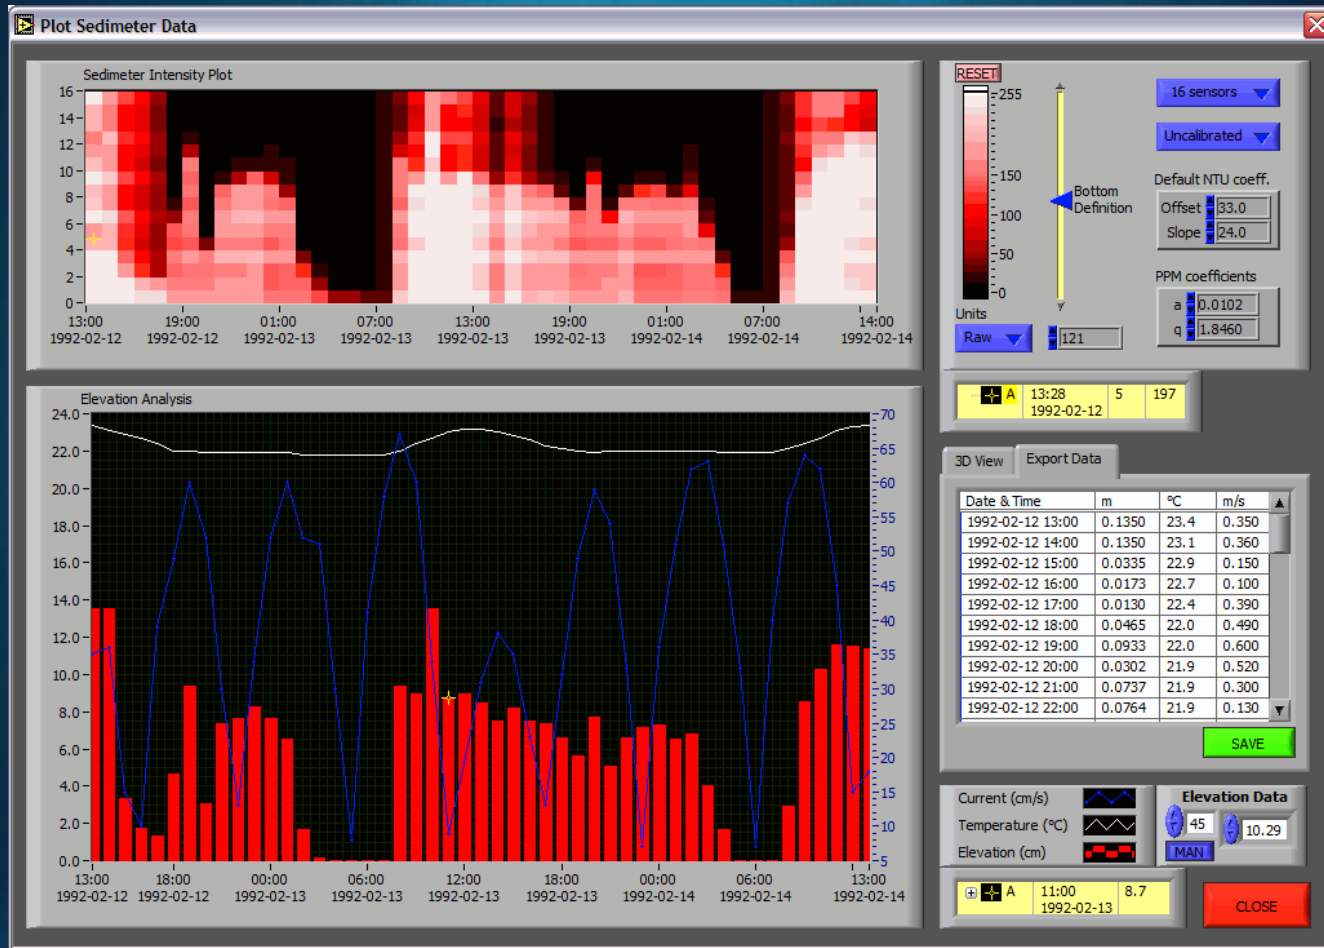 Plot Sedimeter Data
Sedimeter Intensity Plot
16
14
12
10
8
6
4
2
0
13:00 19:00 01:00 07:00 13:00 19:00 01:00 07:00 14:00
1992-02-12 1992-02-12 1992-02-13 1992-02-13 1992-02-13 1992-02-13 1992-02-14 1992-02-14 1992-02-14
RESET
255
150
100
50
0
Bottom
Definition
Units
Raw
121
16 sensors
Uncalibrated
Default NTU coeff.
Offset 33.0
Slope 24.0
PPM coefficients
a 0.0102
q 1.8460
A 13:28 5 197
1992-02-12
Elevation Analysis
24.0
22.0
20.0
18.0
16.0
14.0
12.0
10.0
8.0
6.0
4.0
2.0
0.0
70
65
60
55
50
45
40
35
30
25
20
15
10
5
13:00 18:00 00:00 06:00 12:00 18:00 00:00 06:00 13:00
1992-02-12 1992-02-12 1992-02-13 1992-02-13 1992-02-13 1992-02-13 1992-02-14 1992-02-14 1992-02-14
3D View Export Data
Date & Time m ºC m/s
1992-02-12 13:00 0.1350 23.4 0.350
1992-02-12 14:00 0.1350 23.1 0.360
1992-02-12 15:00 0.0335 22.9 0.150
1992-02-12 16:00 0.0173 22.7 0.100
1992-02-12 17:00 0.0130 22.4 0.390
1992-02-12 18:00 0.0465 22.0 0.490
1992-02-12 19:00 0.0933 22.0 0.600
1992-02-12 20:00 0.0302 21.9 0.520
1992-02-12 21:00 0.0737 21.9 0.300
1992-02-12 22:00 0.0764 21.9 0.130
SAVE
Current (cm/s)
Temperature (ºC)
Elevation (cm)
Elevation Data
45 10.29
MAN
A 11:00 8.7
1992-02-13
CLOSE